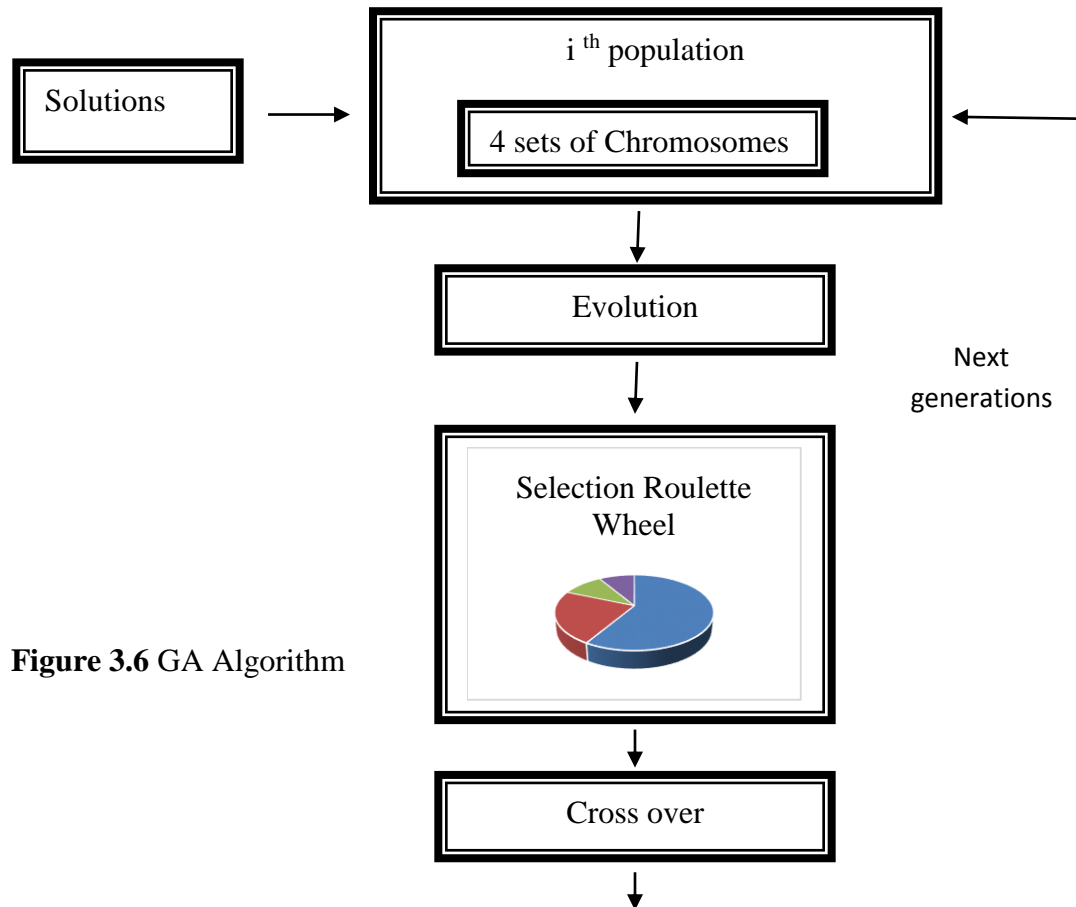 i th population
Solutions
4 sets of Chromosomes
Evolution
Next
generations
Selection Roulette
Wheel
Figure 3.6 GA Algorithm
Cross over